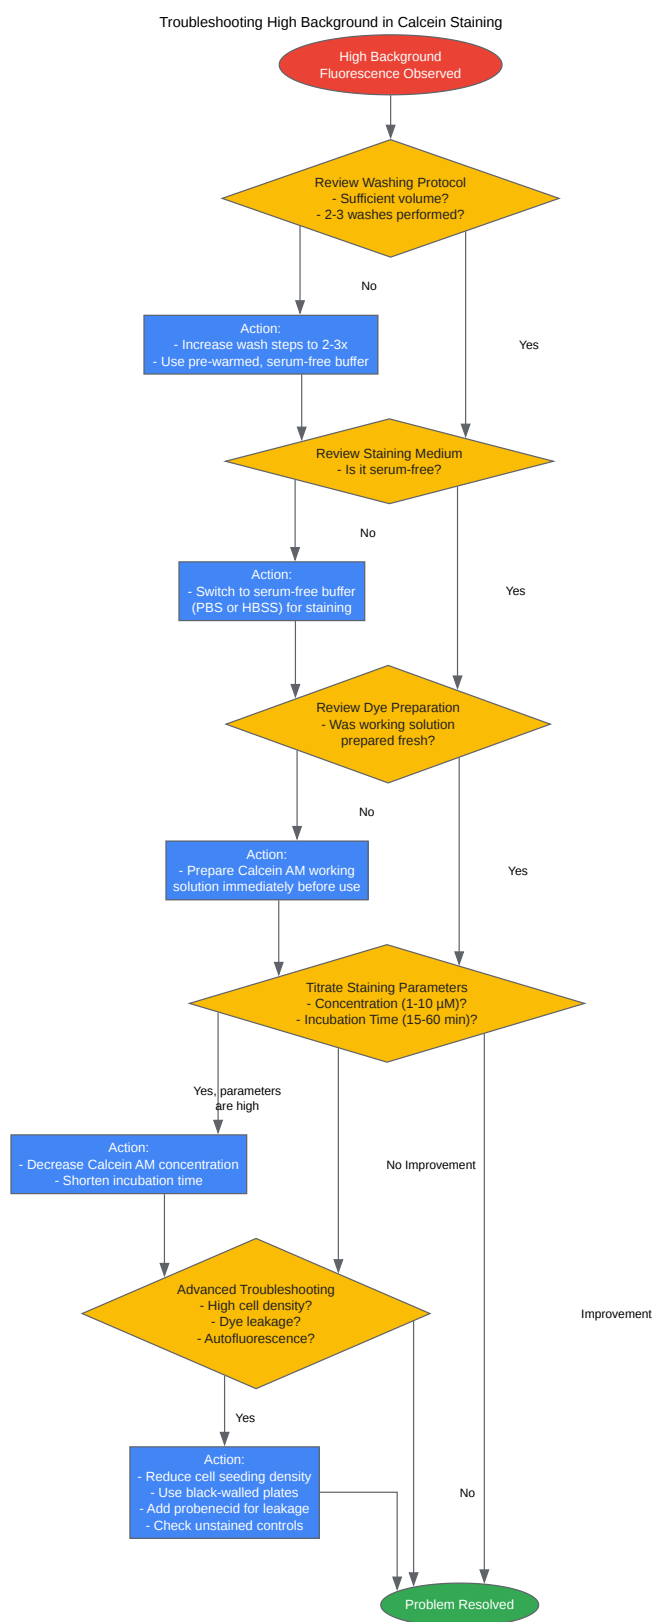 Troubleshooting High Background in Calcein Staining
High Background
Fluorescence Observed
Review Washing Protocol
- Sufficient volume?
- 2-3 washes performed?
No
Yes
Action:
- Increase wash steps to 2-3x
- Use pre-warmed, serum-free buffer
Review Staining Medium
- Is it serum-free?
No
Yes
Action:
- Switch to serum-free buffer
(PBS or HBSS) for staining
Review Dye Preparation
- Was working solution
prepared fresh?
No
Yes
Action:
- Prepare Calcein AM working
solution immediately before use
Titrate Staining Parameters
- Concentration (1-10 µM)?
- Incubation Time (15-60 min)?
Yes, parameters
are high
No Improvement
Improvement
Action:
- Decrease Calcein AM concentration
- Shorten incubation time
Advanced Troubleshooting
- High cell density?
- Dye leakage?
- Autofluorescence?
Yes
No
Action:
- Reduce cell seeding density
- Use black-walled plates
- Add probenecid for leakage
- Check unstained controls
Problem Resolved